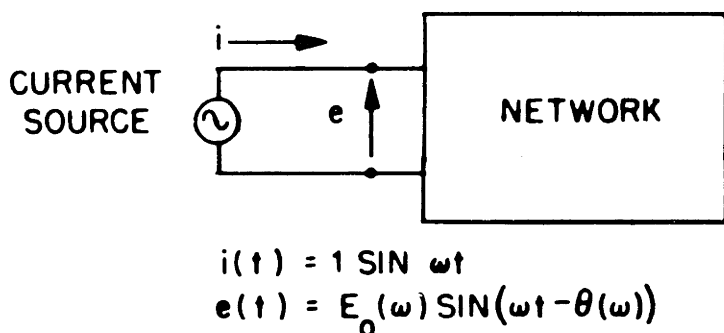 i
CURRENT
SOURCE
e
NETWORK
i(t) = 1 SIN ωt
e(t) = E₀(ω) SIN(ωt - θ(ω))